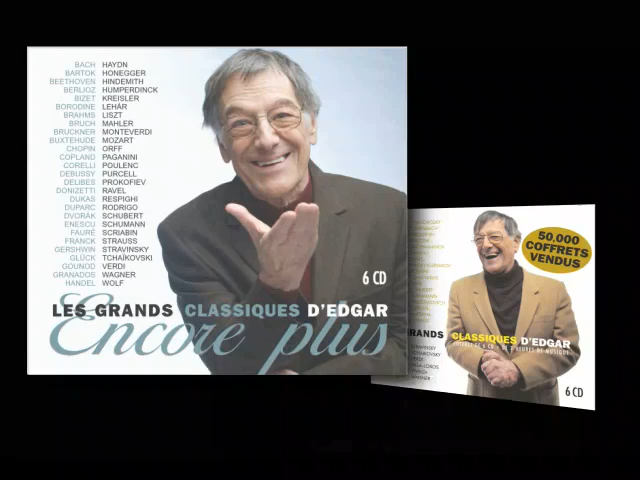 BACH HAYDN
BARTOK HONEGGER
BEETHOVEN HINDEMITH
BERLIOZ HUMPERDINCK
BIZET KREISLER
BORODINE LEHÁR
BRAHMS LISZT
BRUCH MAHLER
BRUCKNER MONTEVERDI
BUXTEHUDE MOZART
CHOPIN ORFF
COPLAND PAGANINI
CORELLI POULENC
DEBUSSY PURCELL
DELIBES PROKOFIEV
DONIZETTI RAVEL
DUKAS RESPIGHI
DUPARC RODRIGO
DVORÁK SCHUBERT
ENESCU SCHUMANN
FAURÉ SCRIABIN
FRANCK STRAUSS
GERSHWIN STRAVINSKY
GLÜCK TCHAÏKOVSKI
GOUNOD VERDI
GRANADOS WAGNER
HANDEL WOLF
6 CD
LES GRANDS CLASSIQUES D'EDGAR
Encore plus
50,000
COFFRETS
VENDUS
GRANDS CLASSIQUES D'EDGAR
6 CD